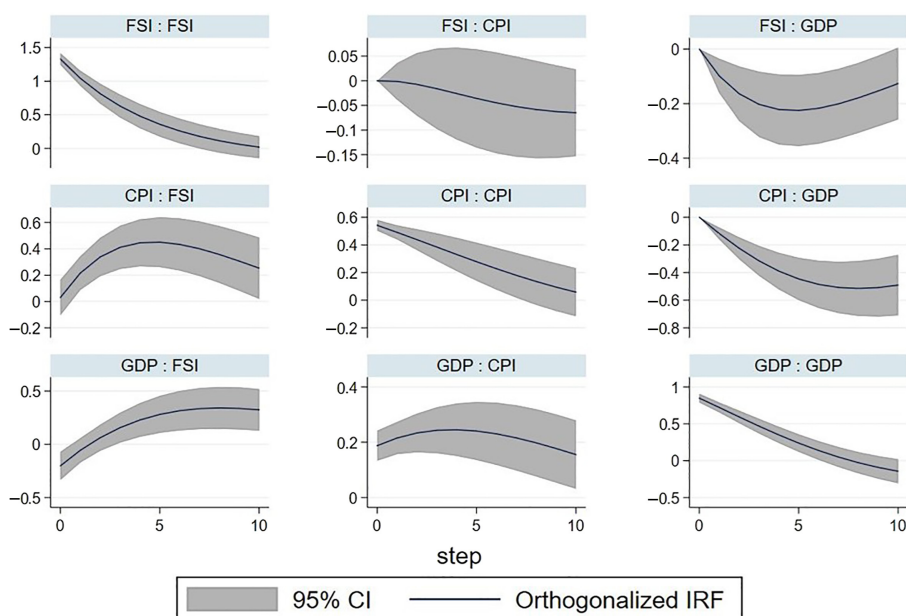 FSI : FSI
FSI : CPI
FSI : GDP
1.5
1
0.5
0
0.05
0
−0.05
−0.1
−0.15
0
−0.2
−0.4
CPI : FSI
CPI : CPI
CPI : GDP
0.6
0.4
0.2
0
−0.2
0.6
0.4
0.2
0
−0.2
0
−0.2
−0.4
−0.6
−0.8
GDP : FSI
GDP : CPI
GDP : GDP
0.5
0
−0.5
0.4
0.2
0
1
0.5
0
−0.5
0 5 10
0 5 10
0 5 10
step
95% CI Orthogonalized IRF